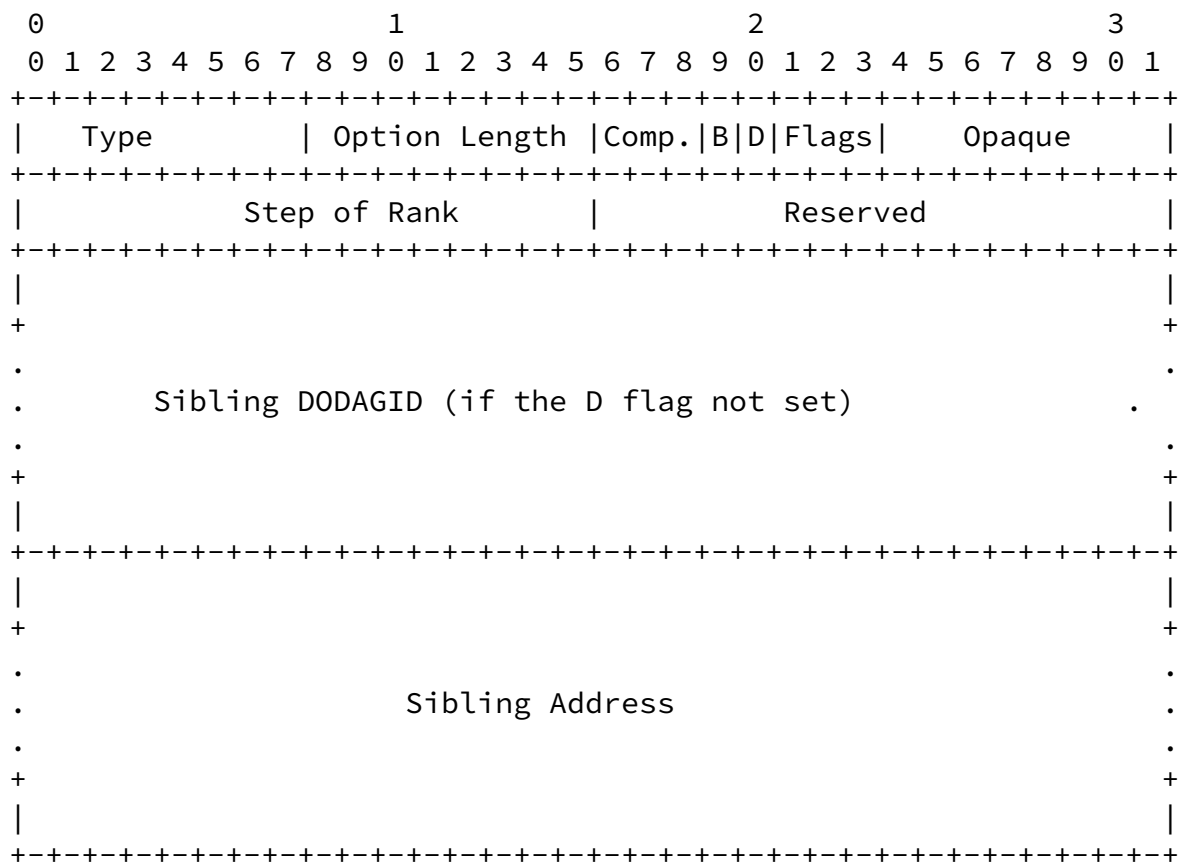 0                   1                   2                   3
 0 1 2 3 4 5 6 7 8 9 0 1 2 3 4 5 6 7 8 9 0 1 2 3 4 5 6 7 8 9 0 1
+-+-+-+-+-+-+-+-+-+-+-+-+-+-+-+-+-+-+-+-+-+-+-+-+-+-+-+-+-+-+-+-+
|   Type        | Option Length |Comp.|B|D|Flags|    Opaque     |
+-+-+-+-+-+-+-+-+-+-+-+-+-+-+-+-+-+-+-+-+-+-+-+-+-+-+-+-+-+-+-+-+
|            Step of Rank       |          Reserved             |
+-+-+-+-+-+-+-+-+-+-+-+-+-+-+-+-+-+-+-+-+-+-+-+-+-+-+-+-+-+-+-+-+
|                                                               |
+                                                               +
.                                                               .
.       Sibling DODAGID (if the D flag not set)               .
.                                                               .
+                                                               +
|                                                               |
+-+-+-+-+-+-+-+-+-+-+-+-+-+-+-+-+-+-+-+-+-+-+-+-+-+-+-+-+-+-+-+-+
|                                                               |
+                                                               +
.                                                               .
.                     Sibling Address                           .
.                                                               .
+                                                               +
|                                                               |
+-+-+-+-+-+-+-+-+-+-+-+-+-+-+-+-+-+-+-+-+-+-+-+-+-+-+-+-+-+-+-+-+